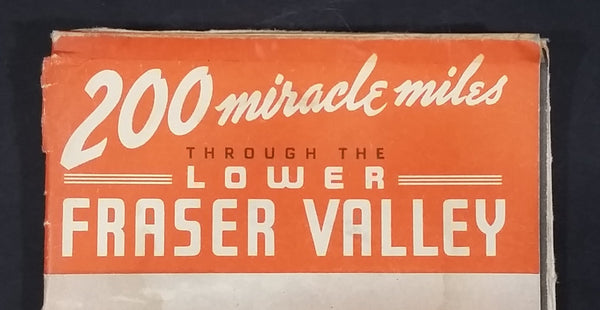 200 miracle miles
THROUGH THE
LOWER
FRASER VALLEY